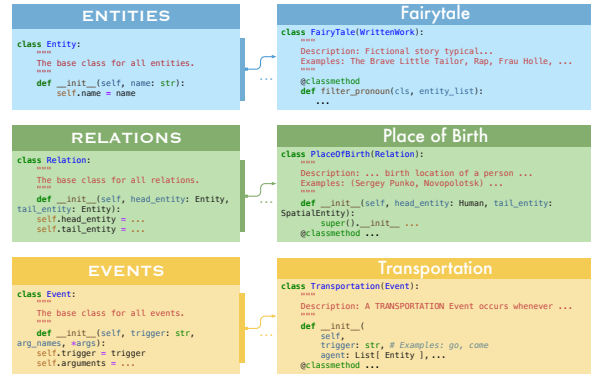 ENTITIES
class Entity:
"""
The base class for all entities.
"""
def __init__(self, name: str):
self.name = name
...
Fairytale
class FairyTale(WrittenWork):
"""
Description: Fictional story typical...
Examples: The Brave Little Tailor, Rap, Frau Holle, ...
"""
@classmethod
def filter_pronoun(cls, entity_list):
...
RELATIONS
class Relation:
"""
The base class for all relations.
"""
def __init__(self, head_entity: Entity,
tail_entity: Entity):
self.head_entity = ...
self.tail_entity = ...
...
Place of Birth
class PlaceOfBirth(Relation):
"""
Description: ... birth location of a person ...
Examples: (Sergey Punko, Novopolotsk) ...
"""
def __init__(self, head_entity: Human, tail_entity:
SpatialEntity):
super().__init__ ...
@classmethod ...
EVENTS
class Event:
"""
The base class for all events.
"""
def __init__(self, trigger: str,
arg_names, *args):
self.trigger = trigger
self.arguments = ...
...
Transportation
class Transportation(Event):
"""
Description: A TRANSPORTATION Event occurs whenever ...
"""
def __init__(
self,
trigger: str, # Examples: go, come
agent: List[ Entity ],...
@classmethod ...